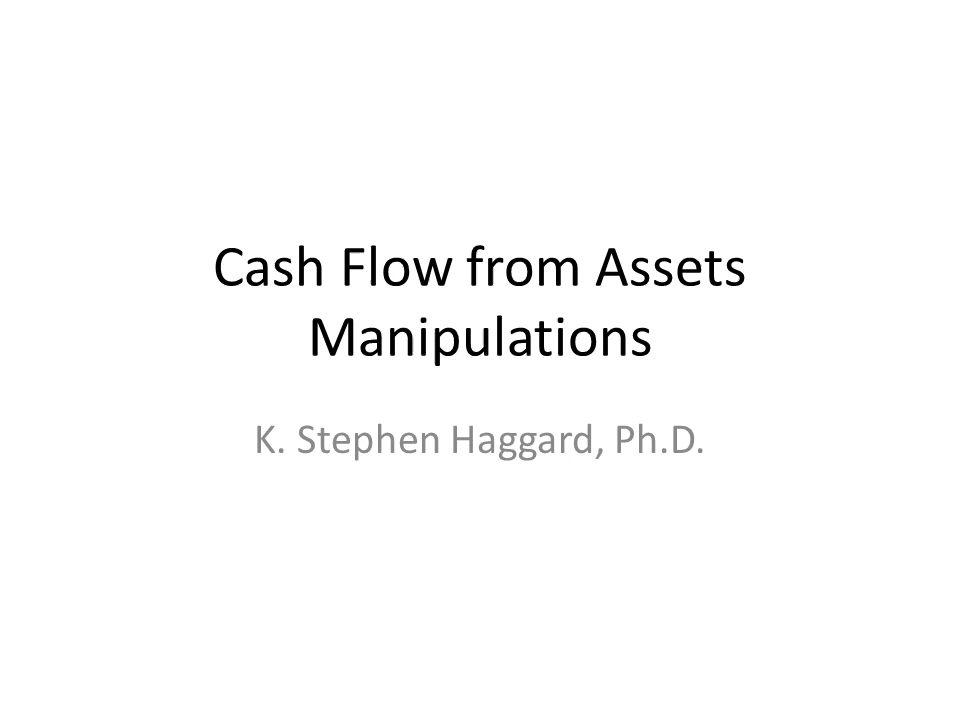 Cash Flow from Assets
Manipulations
K. Stephen Haggard, Ph.D.